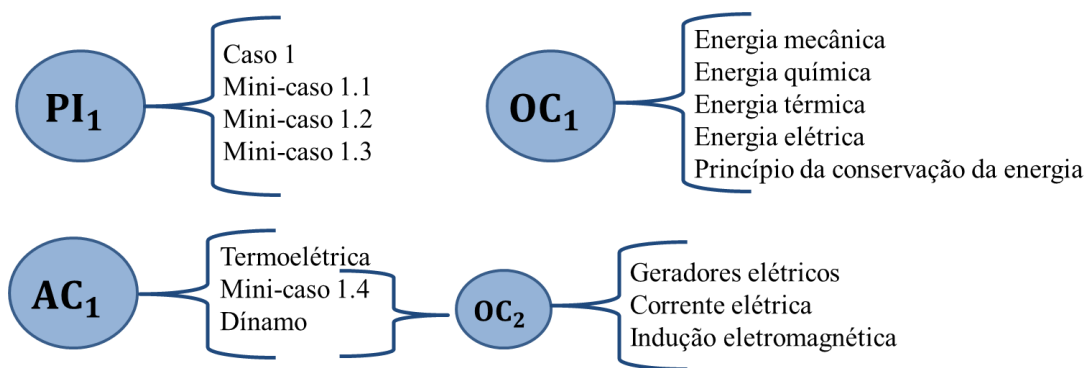 PI₁
Caso 1
Mini-caso 1.1
Mini-caso 1.2
Mini-caso 1.3
OC₁
Energia mecânica
Energia química
Energia térmica
Energia elétrica
Princípio da conservação da energia
AC₁
Termoelétrica
Mini-caso 1.4
Dínamo
OC₂
Geradores elétricos
Corrente elétrica
Indução eletromagnética